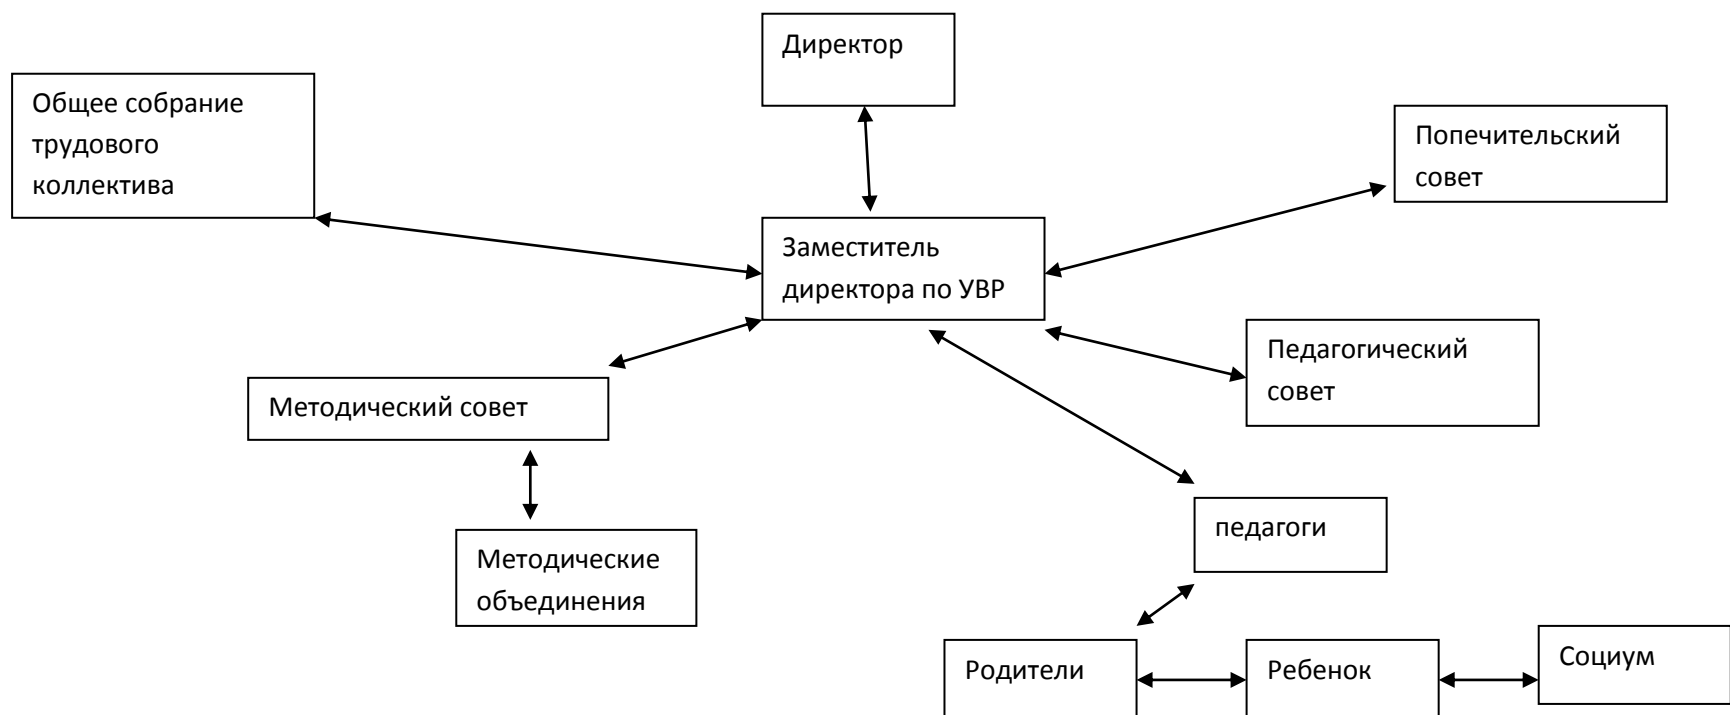 Директор
Общее собрание
трудового
коллектива
Попечительский
совет
Заместитель
директора по УВР
Педагогический
совет
Методический совет
педагоги
Методические
объединения
Родители
Ребенок
Социум